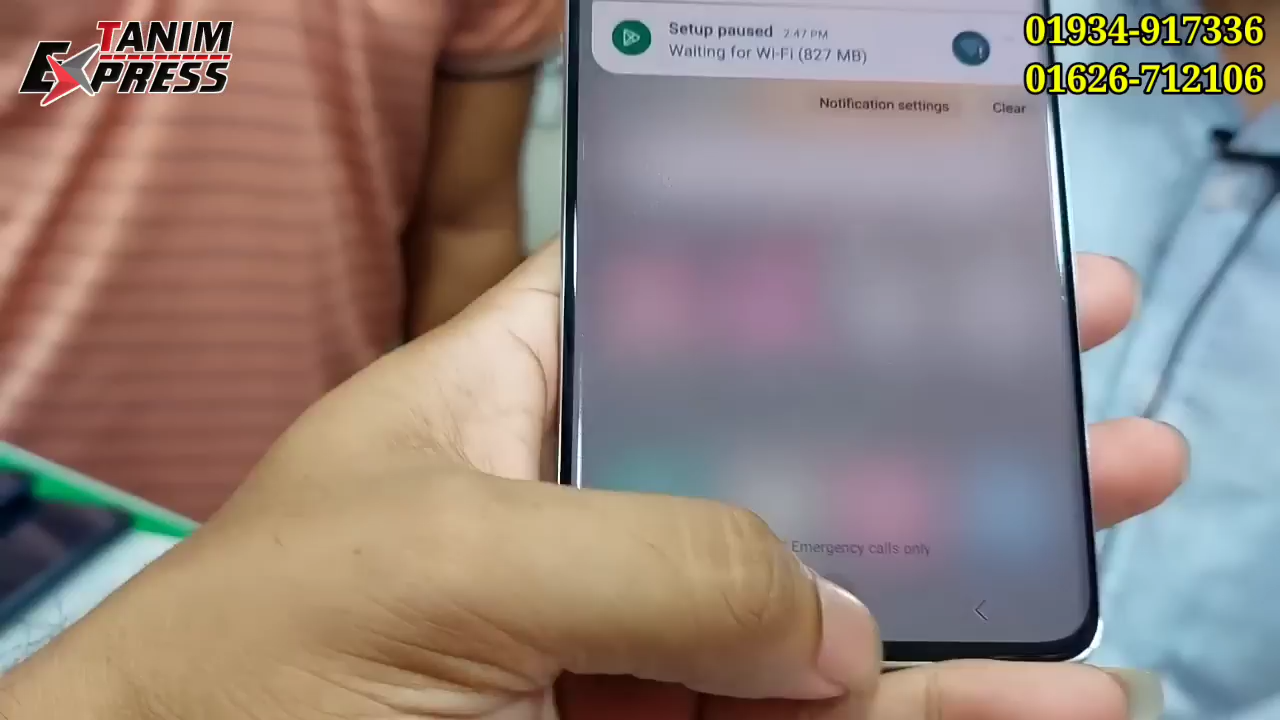 TANIM
EXPRESS
01934-917336
01626-712106
Setup paused 2:47 PM
Waiting for Wi-Fi (827 MB)
Notification settings
Clear
Emergency calls only